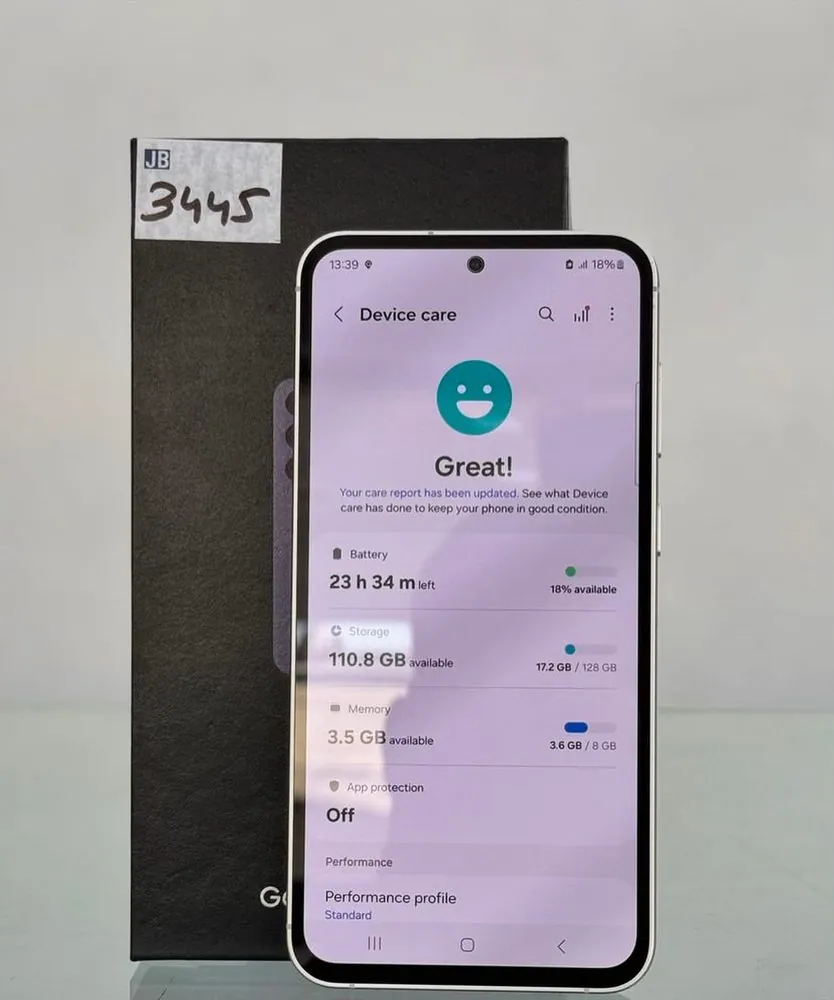 JB
3445
13:39
18%
Device care
Great!
Your care report has been updated. See what Device
care has done to keep your phone in good condition.
Battery
23 h 34 m left
18% available
Storage
110.8 GB available
17.2 GB / 128 GB
Memory
3.5 GB available
3.6 GB / 8 GB
App protection
Off
Performance
Performance profile
Standard